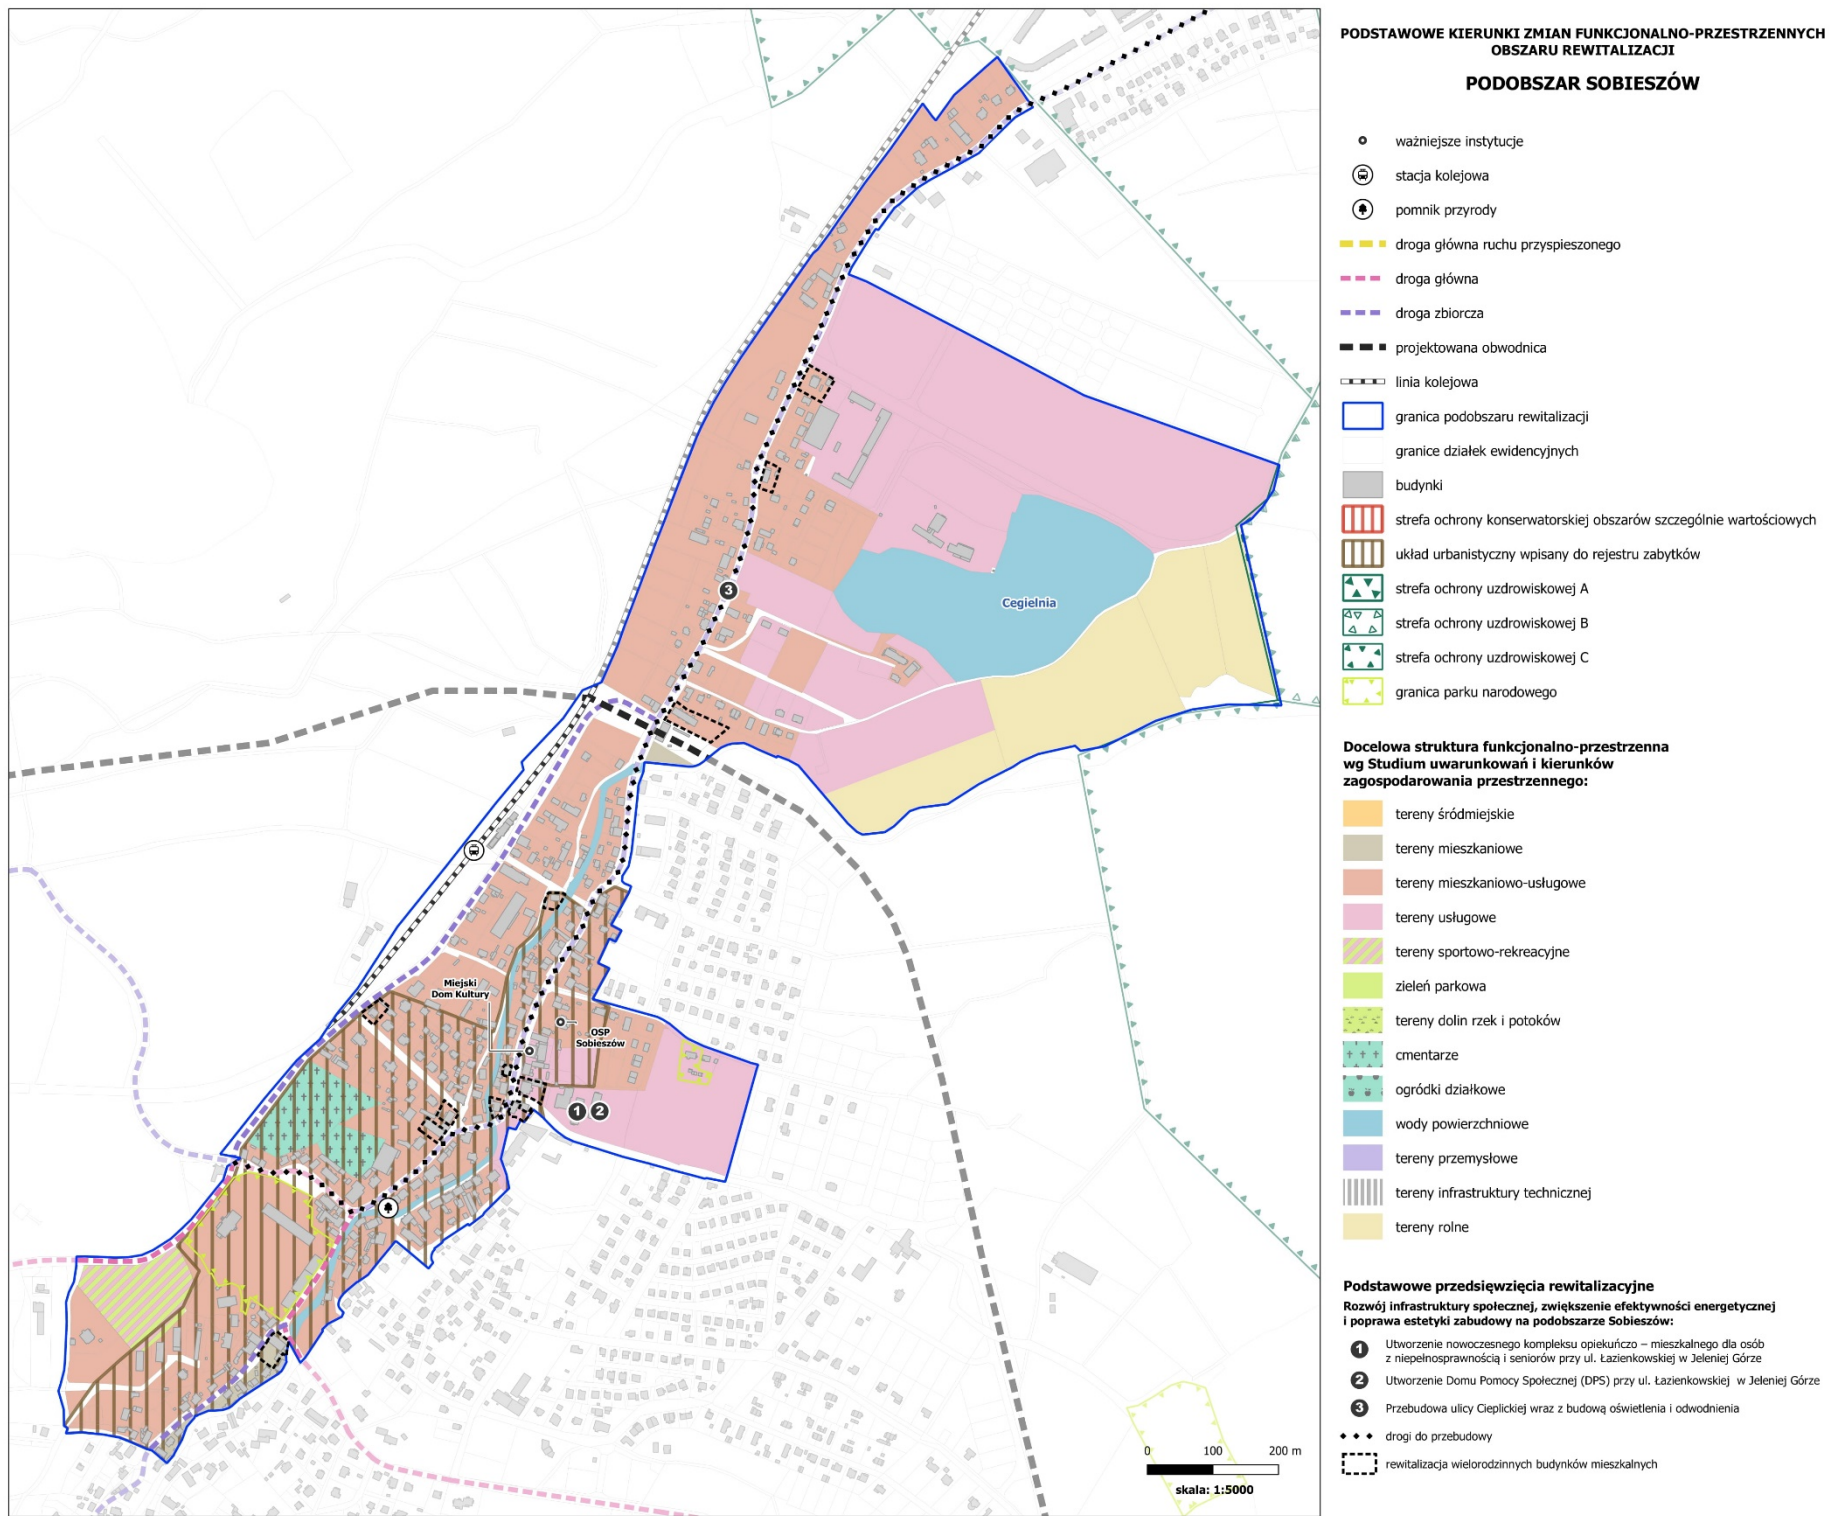 PODSTAWOWE KIERUNKI ZMIAN FUNKCJONALNO-PRZESTRZENNYCH
OBSZARU REWITALIZACJI
PODOBSZAR SOBIESZÓW
ważniejsze instytucje
stacja kolejowa
pomnik przyrody
droga główna ruchu przyspieszonego
droga główna
droga zbiorcza
projektowana obwodnica
linia kolejowa
granica podobszaru rewitalizacji
granice działek ewidencyjnych
budynki
strefa ochrony konserwatorskiej obszarów szczególnie wartościowych
układ urbanistyczny wpisany do rejestru zabytków
strefa ochrony uzdrowiskowej A
strefa ochrony uzdrowiskowej B
strefa ochrony uzdrowiskowej C
granica parku narodowego
Docelowa struktura funkcjonalno-przestrzenna
wg Studium uwarunkowań i kierunków
zagospodarowania przestrzennego:
tereny śródmiejskie
tereny mieszkaniowe
tereny mieszkaniowo-usługowe
tereny usługowe
tereny sportowo-rekreacyjne
zieleń parkowa
tereny dolin rzek i potoków
cmentarze
ogródki działkowe
wody powierzchniowe
tereny przemysłowe
tereny infrastruktury technicznej
tereny rolne
Podstawowe przedsięwzięcia rewitalizacyjne
Rozwój infrastruktury społecznej, zwiększenie efektywności energetycznej
i poprawa estetyki zabudowy na podobszarze Sobieszów:
1 Utworzenie nowoczesnego kompleksu opiekuńczo – mieszkalnego dla osób
z niepełnosprawnością i seniorów przy ul. Łazienkowskiej w Jeleniej Górze
2 Utworzenie Domu Pomocy Społecznej (DPS) przy ul. Łazienkowskiej w Jeleniej Górze
3 Przebudowa ulicy Cieplickiej wraz z budową oświetlenia i odwodnienia
drogi do przebudowy
rewitalizacja wielorodzinnych budynków mieszkalnych
3
Cegielnia
Miejski
Dom Kultury
OSP
Sobieszów
1 2
0 100 200 m
skala: 1:5000